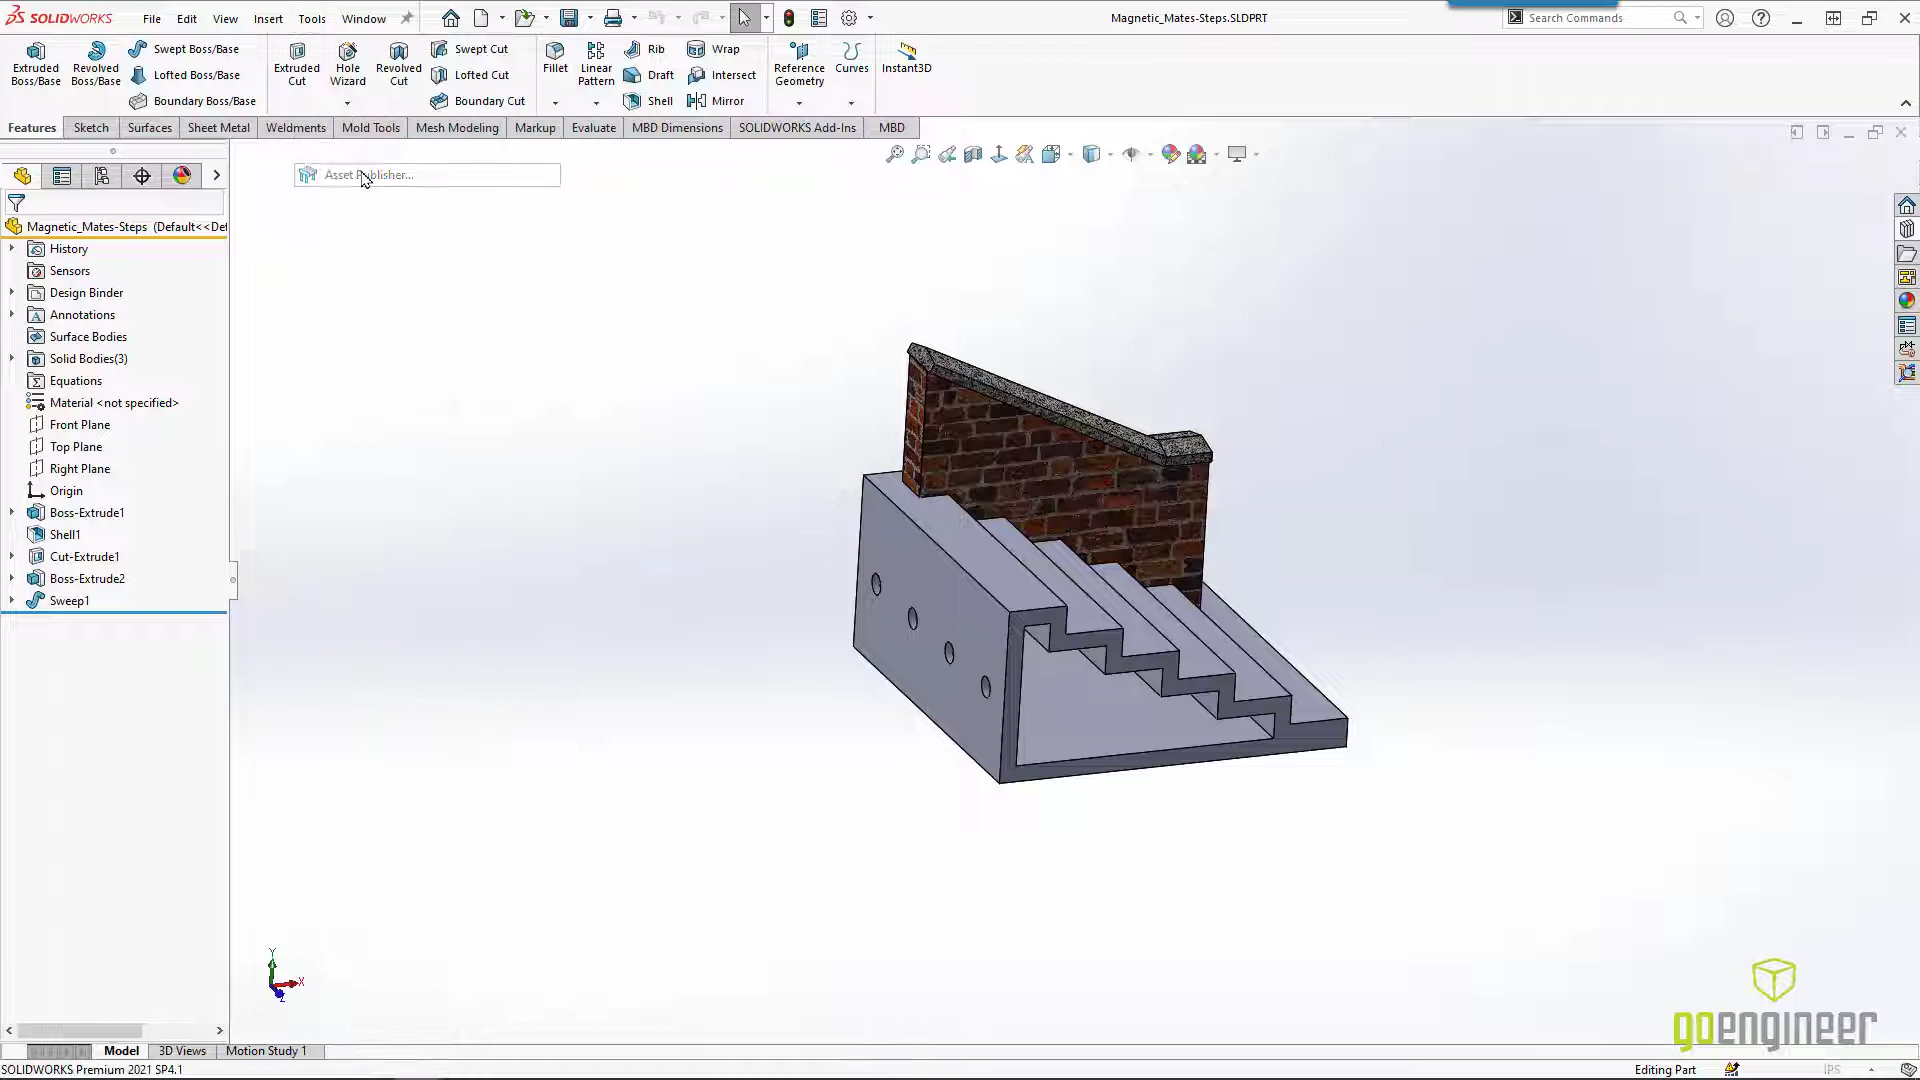 SOLIDWORKS
File Edit View Insert Tools Window
Magnetic_Mates-Steps.SLDPRT
Search Commands
Extruded Boss/Base
Revolved Boss/Base
Swept Boss/Base
Lofted Boss/Base
Boundary Boss/Base
Extruded Cut
Hole Wizard
Revolved Cut
Swept Cut
Lofted Cut
Boundary Cut
Fillet
Linear Pattern
Rib
Draft
Shell
Wrap
Intersect
Mirror
Reference Geometry
Curves
Instant3D
Features Sketch Surfaces Sheet Metal Weldments Mold Tools Mesh Modeling Markup Evaluate MBD Dimensions SOLIDWORKS Add-Ins MBD
Asset Publisher...
Magnetic_Mates-Steps (Default<<Def
History
Sensors
Design Binder
Annotations
Surface Bodies
Solid Bodies(3)
Equations
Material <not specified>
Front Plane
Top Plane
Right Plane
Origin
Boss-Extrude1
Shell1
Cut-Extrude1
Boss-Extrude2
Sweep1
Y
X
Z
goengineer
Model 3D Views Motion Study 1
SOLIDWORKS Premium 2021 SP4.1
Editing Part
IPS